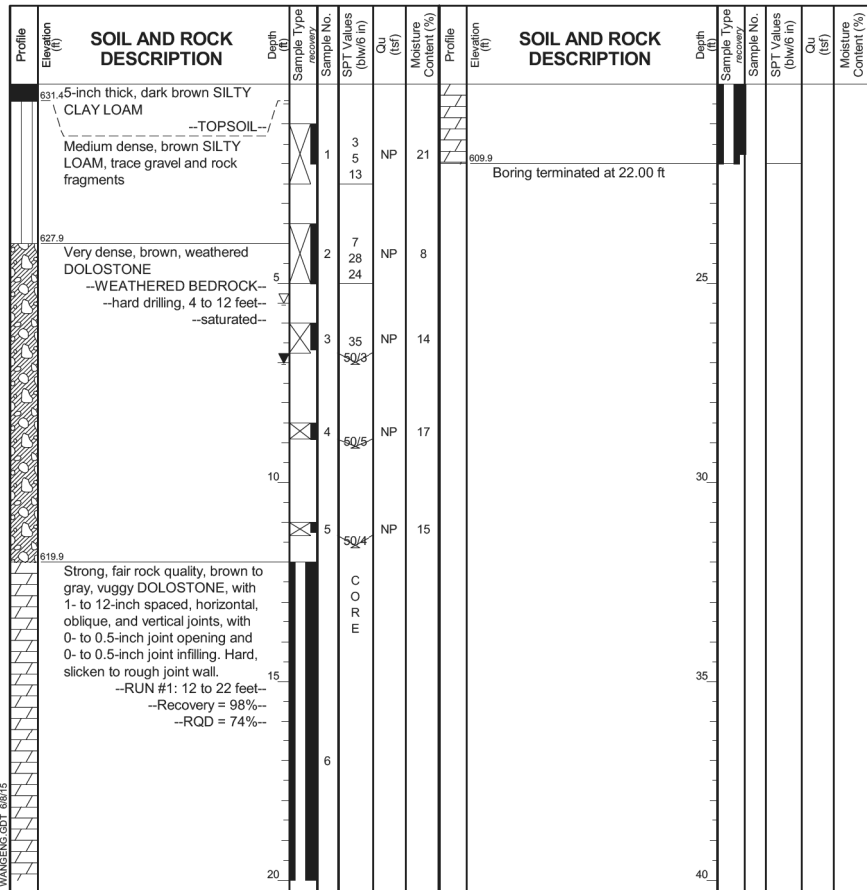 Profile
Elevation
(ft)
SOIL AND ROCK
DESCRIPTION
Depth
(ft)
Sample Type
recovery
Sample No.
SPT Values
(blw/6 in)
Qu
(tsf)
Moisture
Content (%)
631.4 5-inch thick, dark brown SILTY
CLAY LOAM
--TOPSOIL--
Medium dense, brown SILTY
LOAM, trace gravel and rock
fragments
1
3
5
13
NP
21
627.9
Very dense, brown, weathered
DOLOSTONE
--WEATHERED BEDROCK--
--hard drilling, 4 to 12 feet--
--saturated--
5
2
7
28
24
NP
8
3
35
50/3
NP
14
4
50/5
NP
17
10
5
50/4
NP
15
619.9
Strong, fair rock quality, brown to
gray, vuggy DOLOSTONE, with
1- to 12-inch spaced, horizontal,
oblique, and vertical joints, with
0- to 0.5-inch joint opening and
0- to 0.5-inch joint infilling. Hard,
slicken to rough joint wall.
--RUN #1: 12 to 22 feet--
--Recovery = 98%--
--RQD = 74%--
15
C
O
R
E
6
20
WANGENG.GDT 6/8/15
Profile
Elevation
(ft)
SOIL AND ROCK
DESCRIPTION
Depth
(ft)
Sample Type
recovery
Sample No.
SPT Values
(blw/6 in)
Qu
(tsf)
Moisture
Content (%)
609.9
Boring terminated at 22.00 ft
25
30
35
40